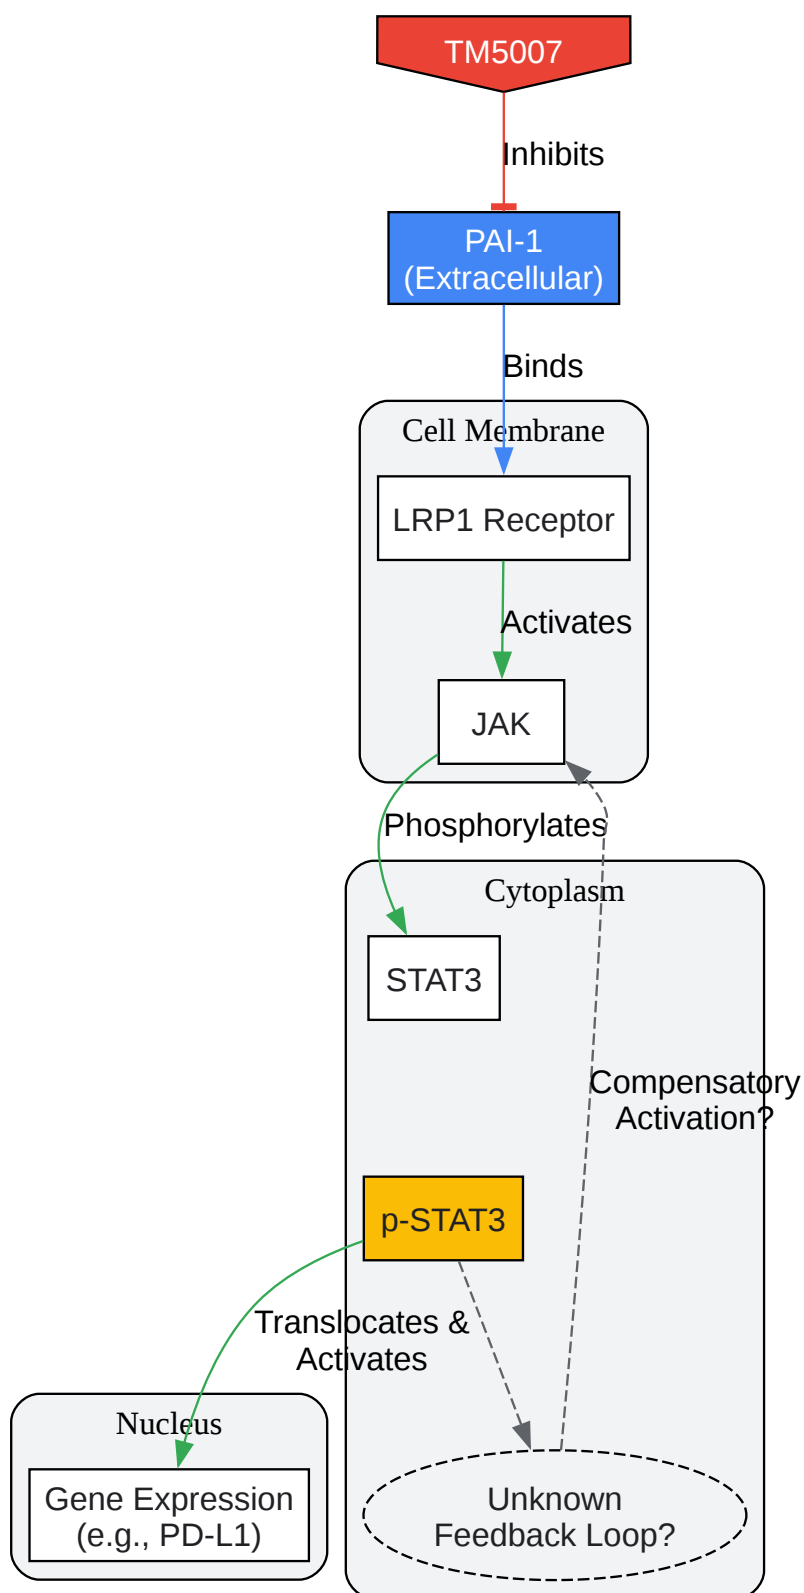 TM5007
Inhibits
PAI-1
(Extracellular)
Binds
Cell Membrane
LRP1 Receptor
Activates
JAK
Phosphorylates
Cytoplasm
STAT3
Compensatory
Activation?
p-STAT3
Translocates &
Activates
Nucleus
Gene Expression
(e.g., PD-L1)
Unknown
Feedback Loop?